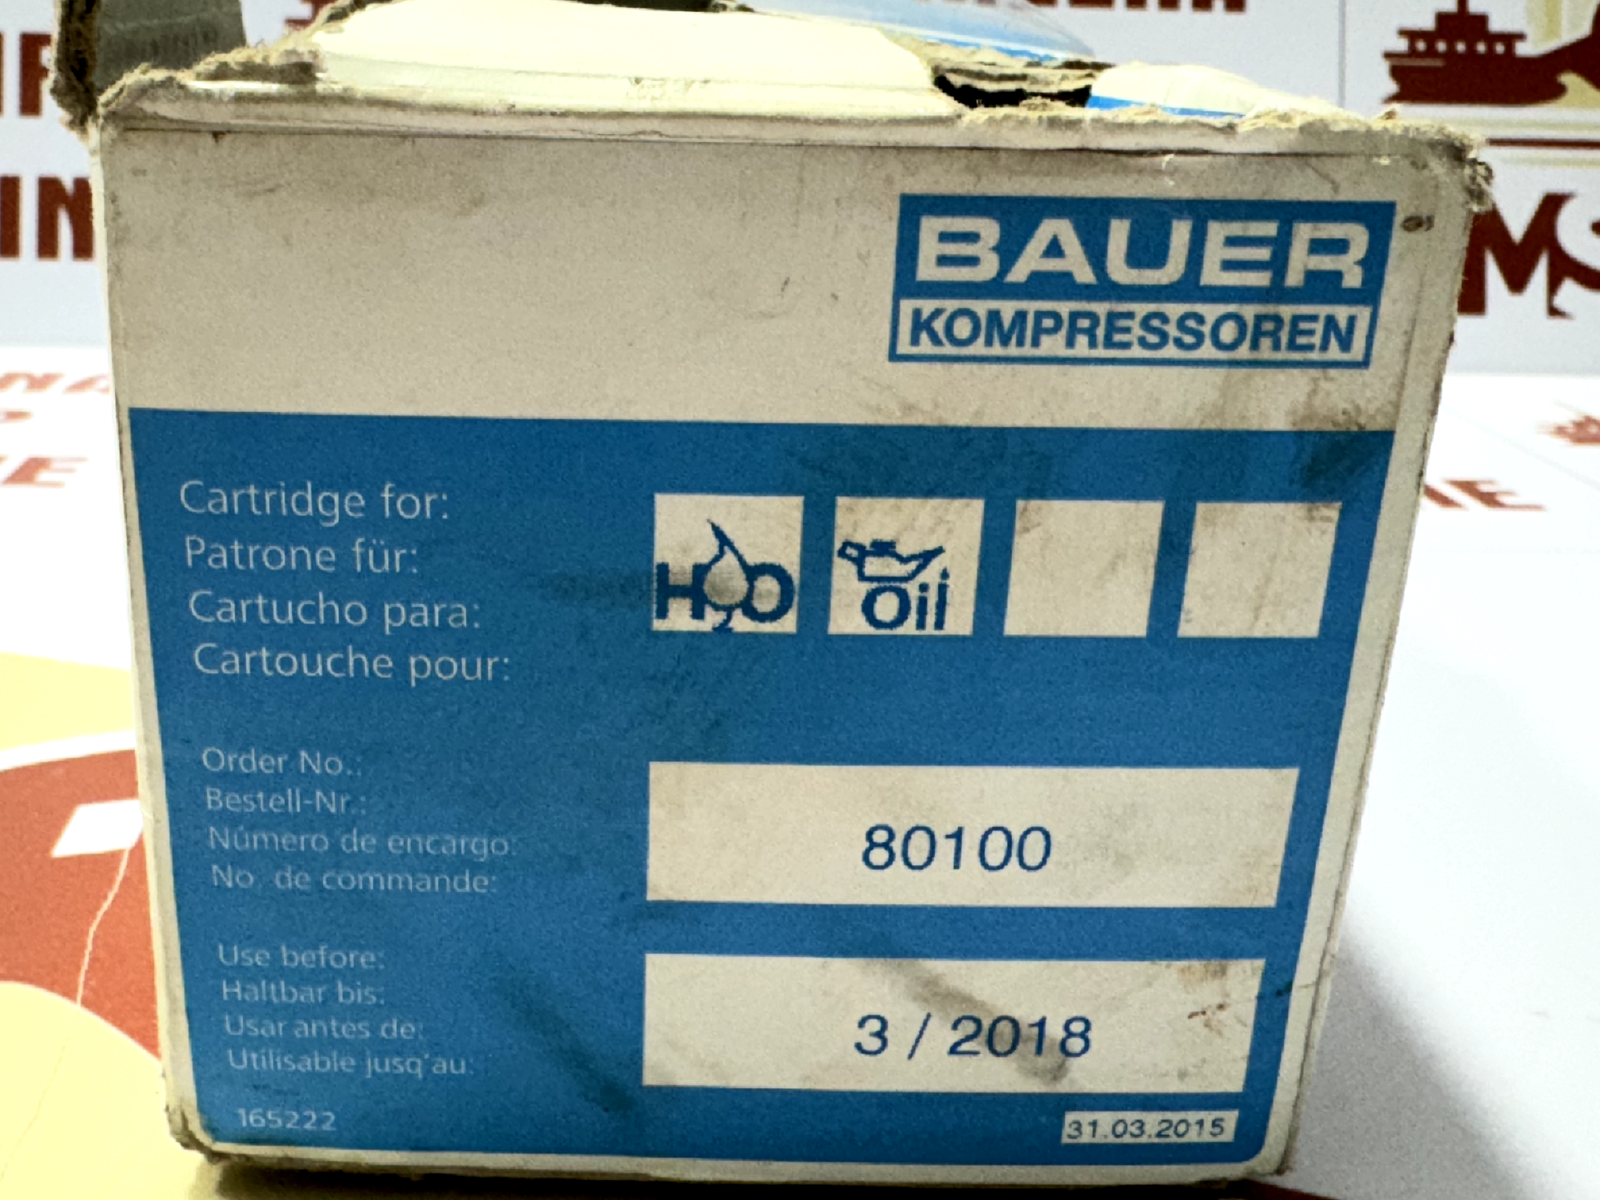 BAUER
KOMPRESSOREN
Cartridge for:
Patrone für:
Cartucho para:
Cartouche pour:
H2O
Oil
Order No.:
Bestell-Nr.:
Número de encargo:
No. de commande:
80100
Use before:
Haltbar bis:
Usar antes de:
Utilisable jusq'au:
3 / 2018
165222
31.03.2015